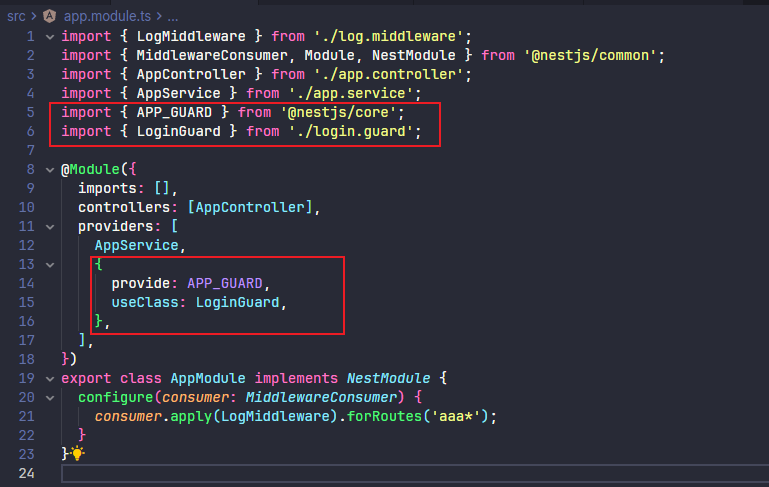 src > app.module.ts > ...
1 import { LogMiddleware } from './log.middleware';
2 import { MiddlewareConsumer, Module, NestModule } from '@nestjs/common';
3 import { AppController } from './app.controller';
4 import { AppService } from './app.service';
5 import { APP_GUARD } from '@nestjs/core';
6 import { LoginGuard } from './login.guard';
7
8 @Module({
9   imports: [],
10   controllers: [AppController],
11   providers: [
12     AppService,
13     {
14       provide: APP_GUARD,
15       useClass: LoginGuard,
16     },
17   ],
18 })
19 export class AppModule implements NestModule {
20   configure(consumer: MiddlewareConsumer) {
21     consumer.apply(LogMiddleware).forRoutes('aaa*');
22   }
23 }
24